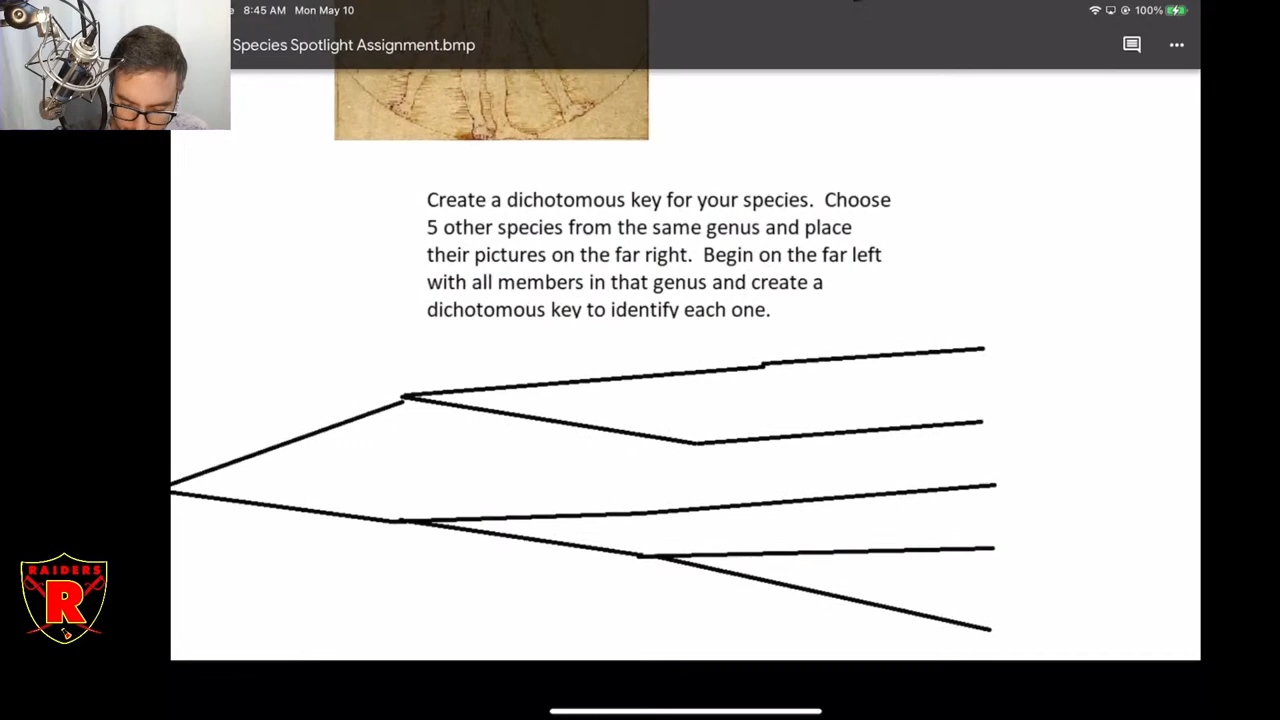 8:45 AM Mon May 10
100%
Species Spotlight Assignment.bmp
Create a dichotomous key for your species. Choose
5 other species from the same genus and place
their pictures on the far right. Begin on the far left
with all members in that genus and create a
dichotomous key to identify each one.
RAIDERS
R